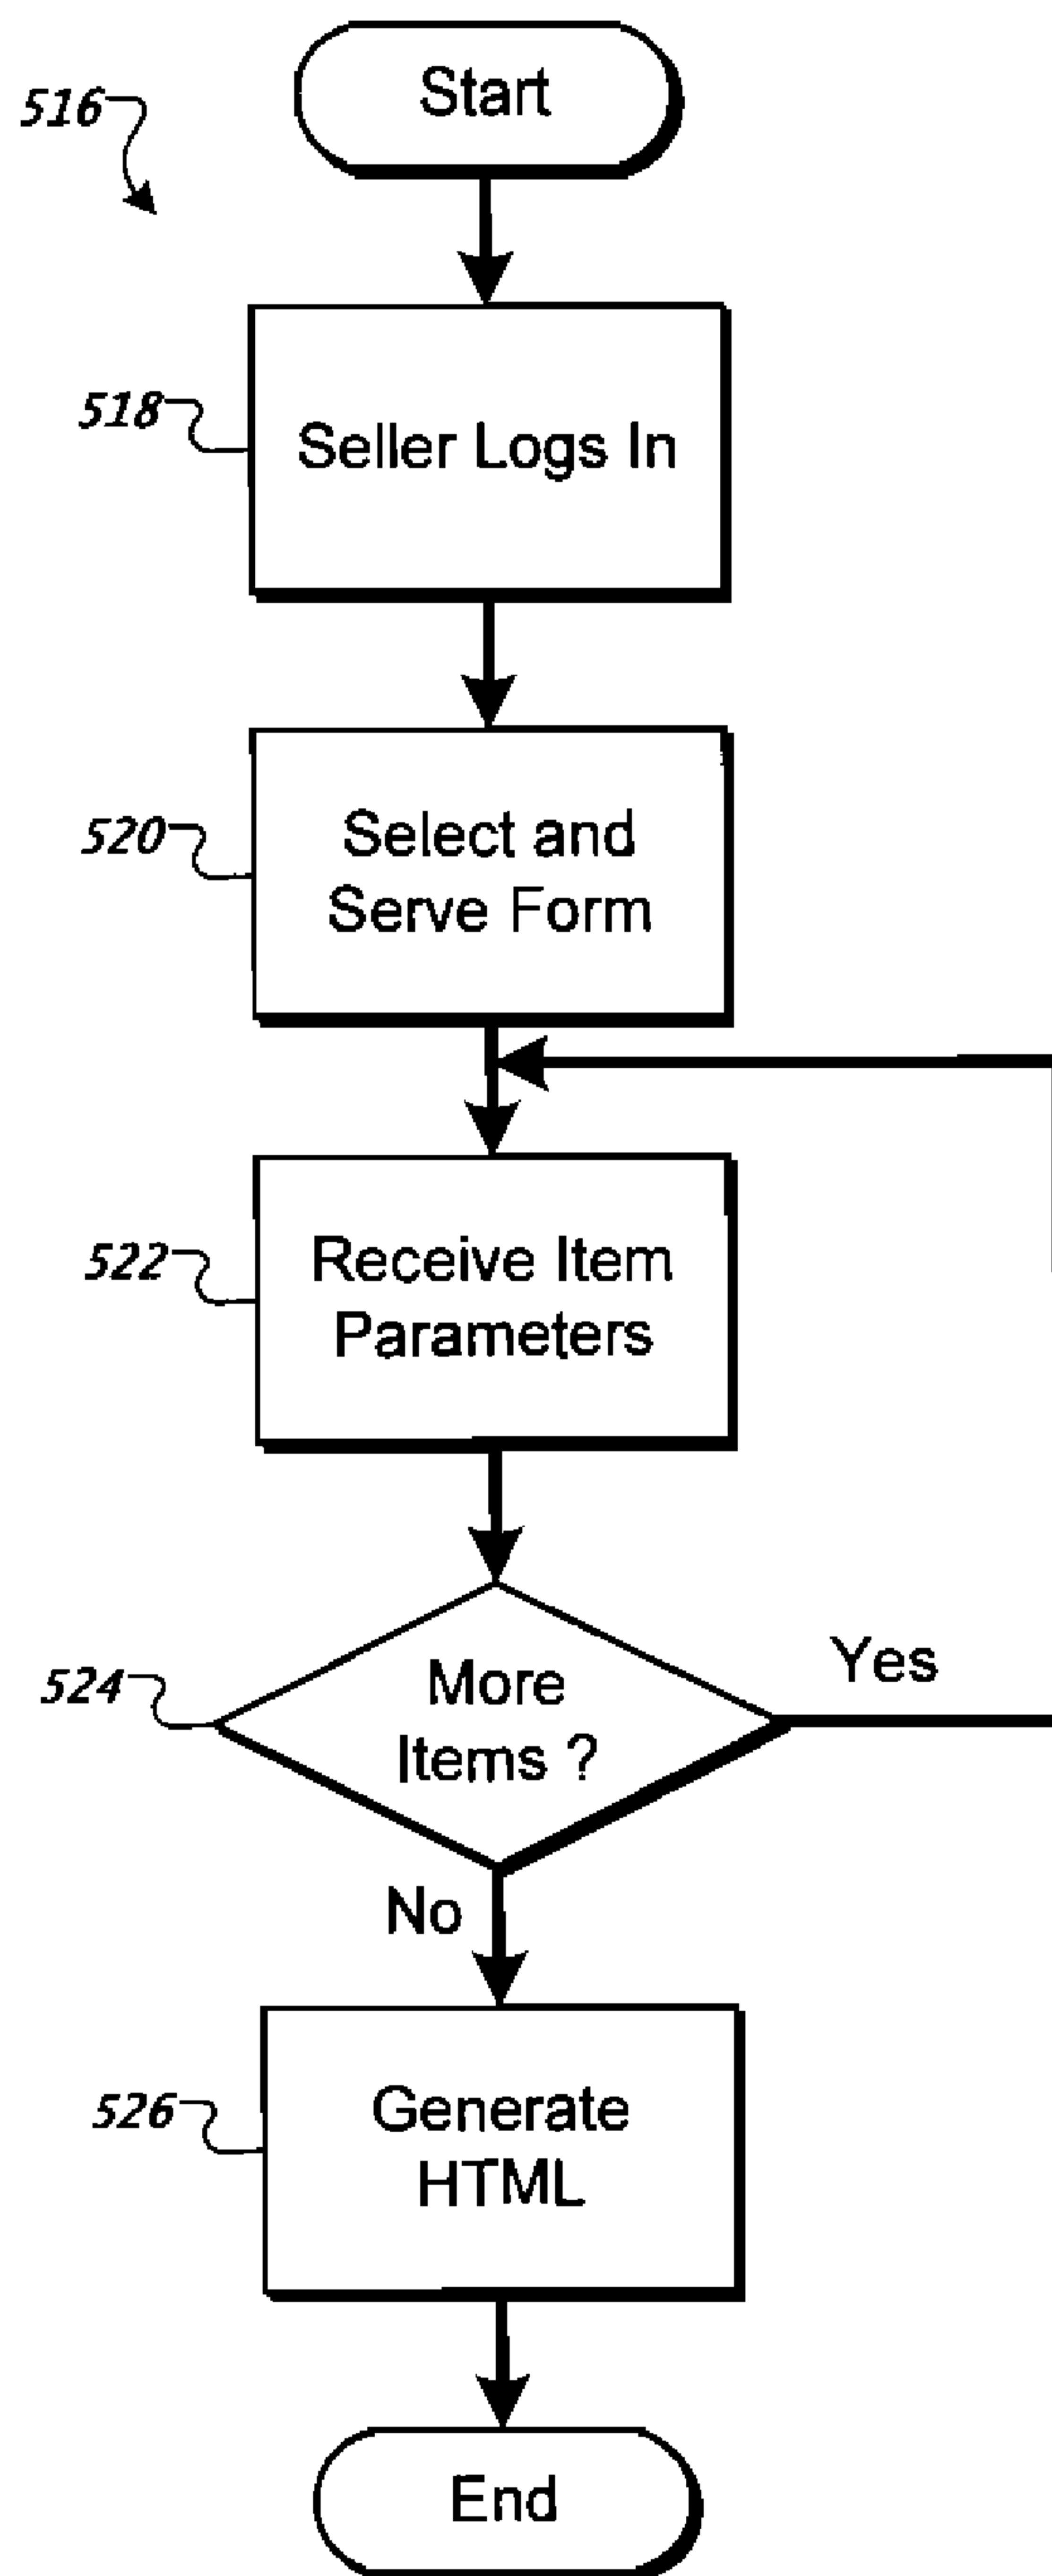 Start
516
518
Seller Logs In
520
Select and
Serve Form
522
Receive Item
Parameters
524
More
Items ?
Yes
No
526
Generate
HTML
End